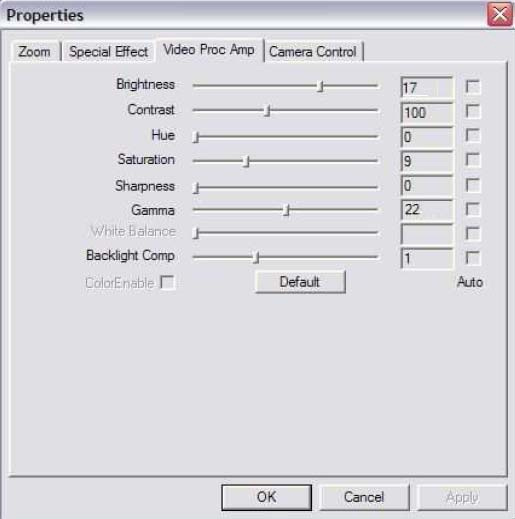 Properties
Zoom Special Effect Video Proc Amp Camera Control
Brightness 17
Contrast 100
Hue 0
Saturation 9
Sharpness 0
Gamma 22
White Balance
Backlight Comp 1
ColorEnable Default Auto
OK Cancel Apply